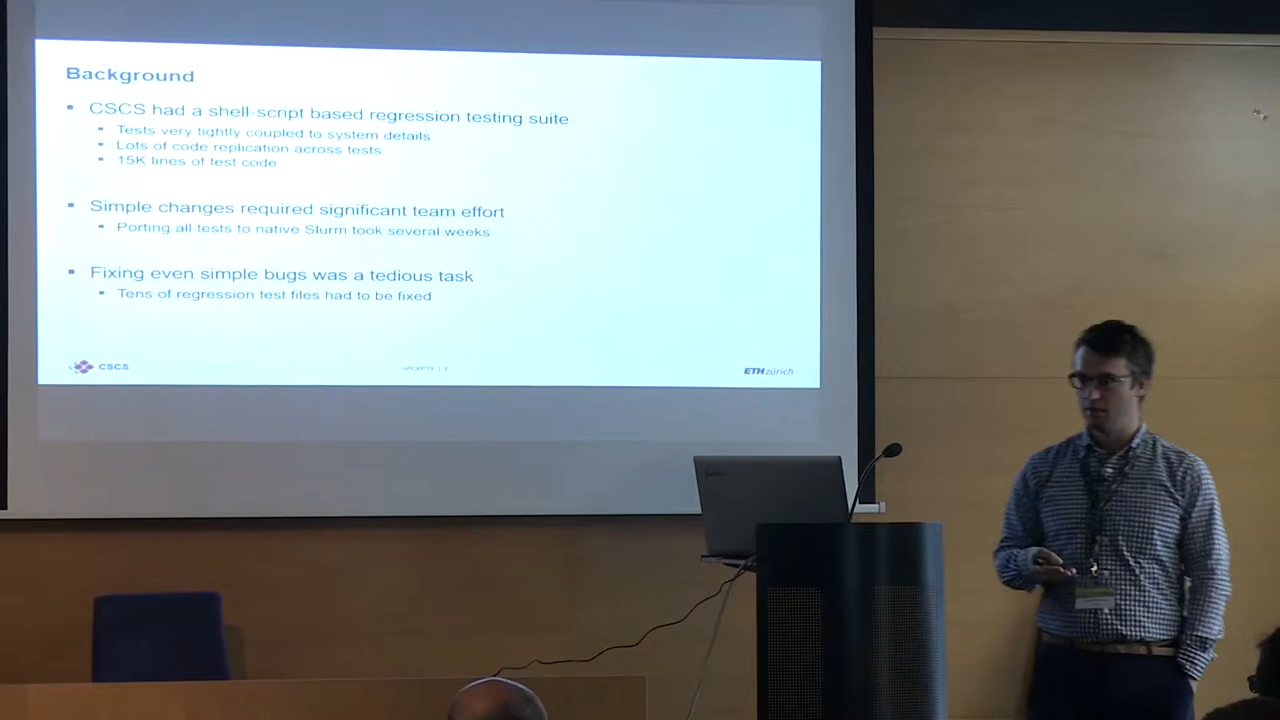 Background
CSCS had a shell-script based regression testing suite
Tests very tightly coupled to system details
Lots of code replication across tests
15K lines of test code
Simple changes required significant team effort
Porting all tests to native Slurm took several weeks
Fixing even simple bugs was a tedious task
Tens of regression test files had to be fixed
CSCS
ETHzürich